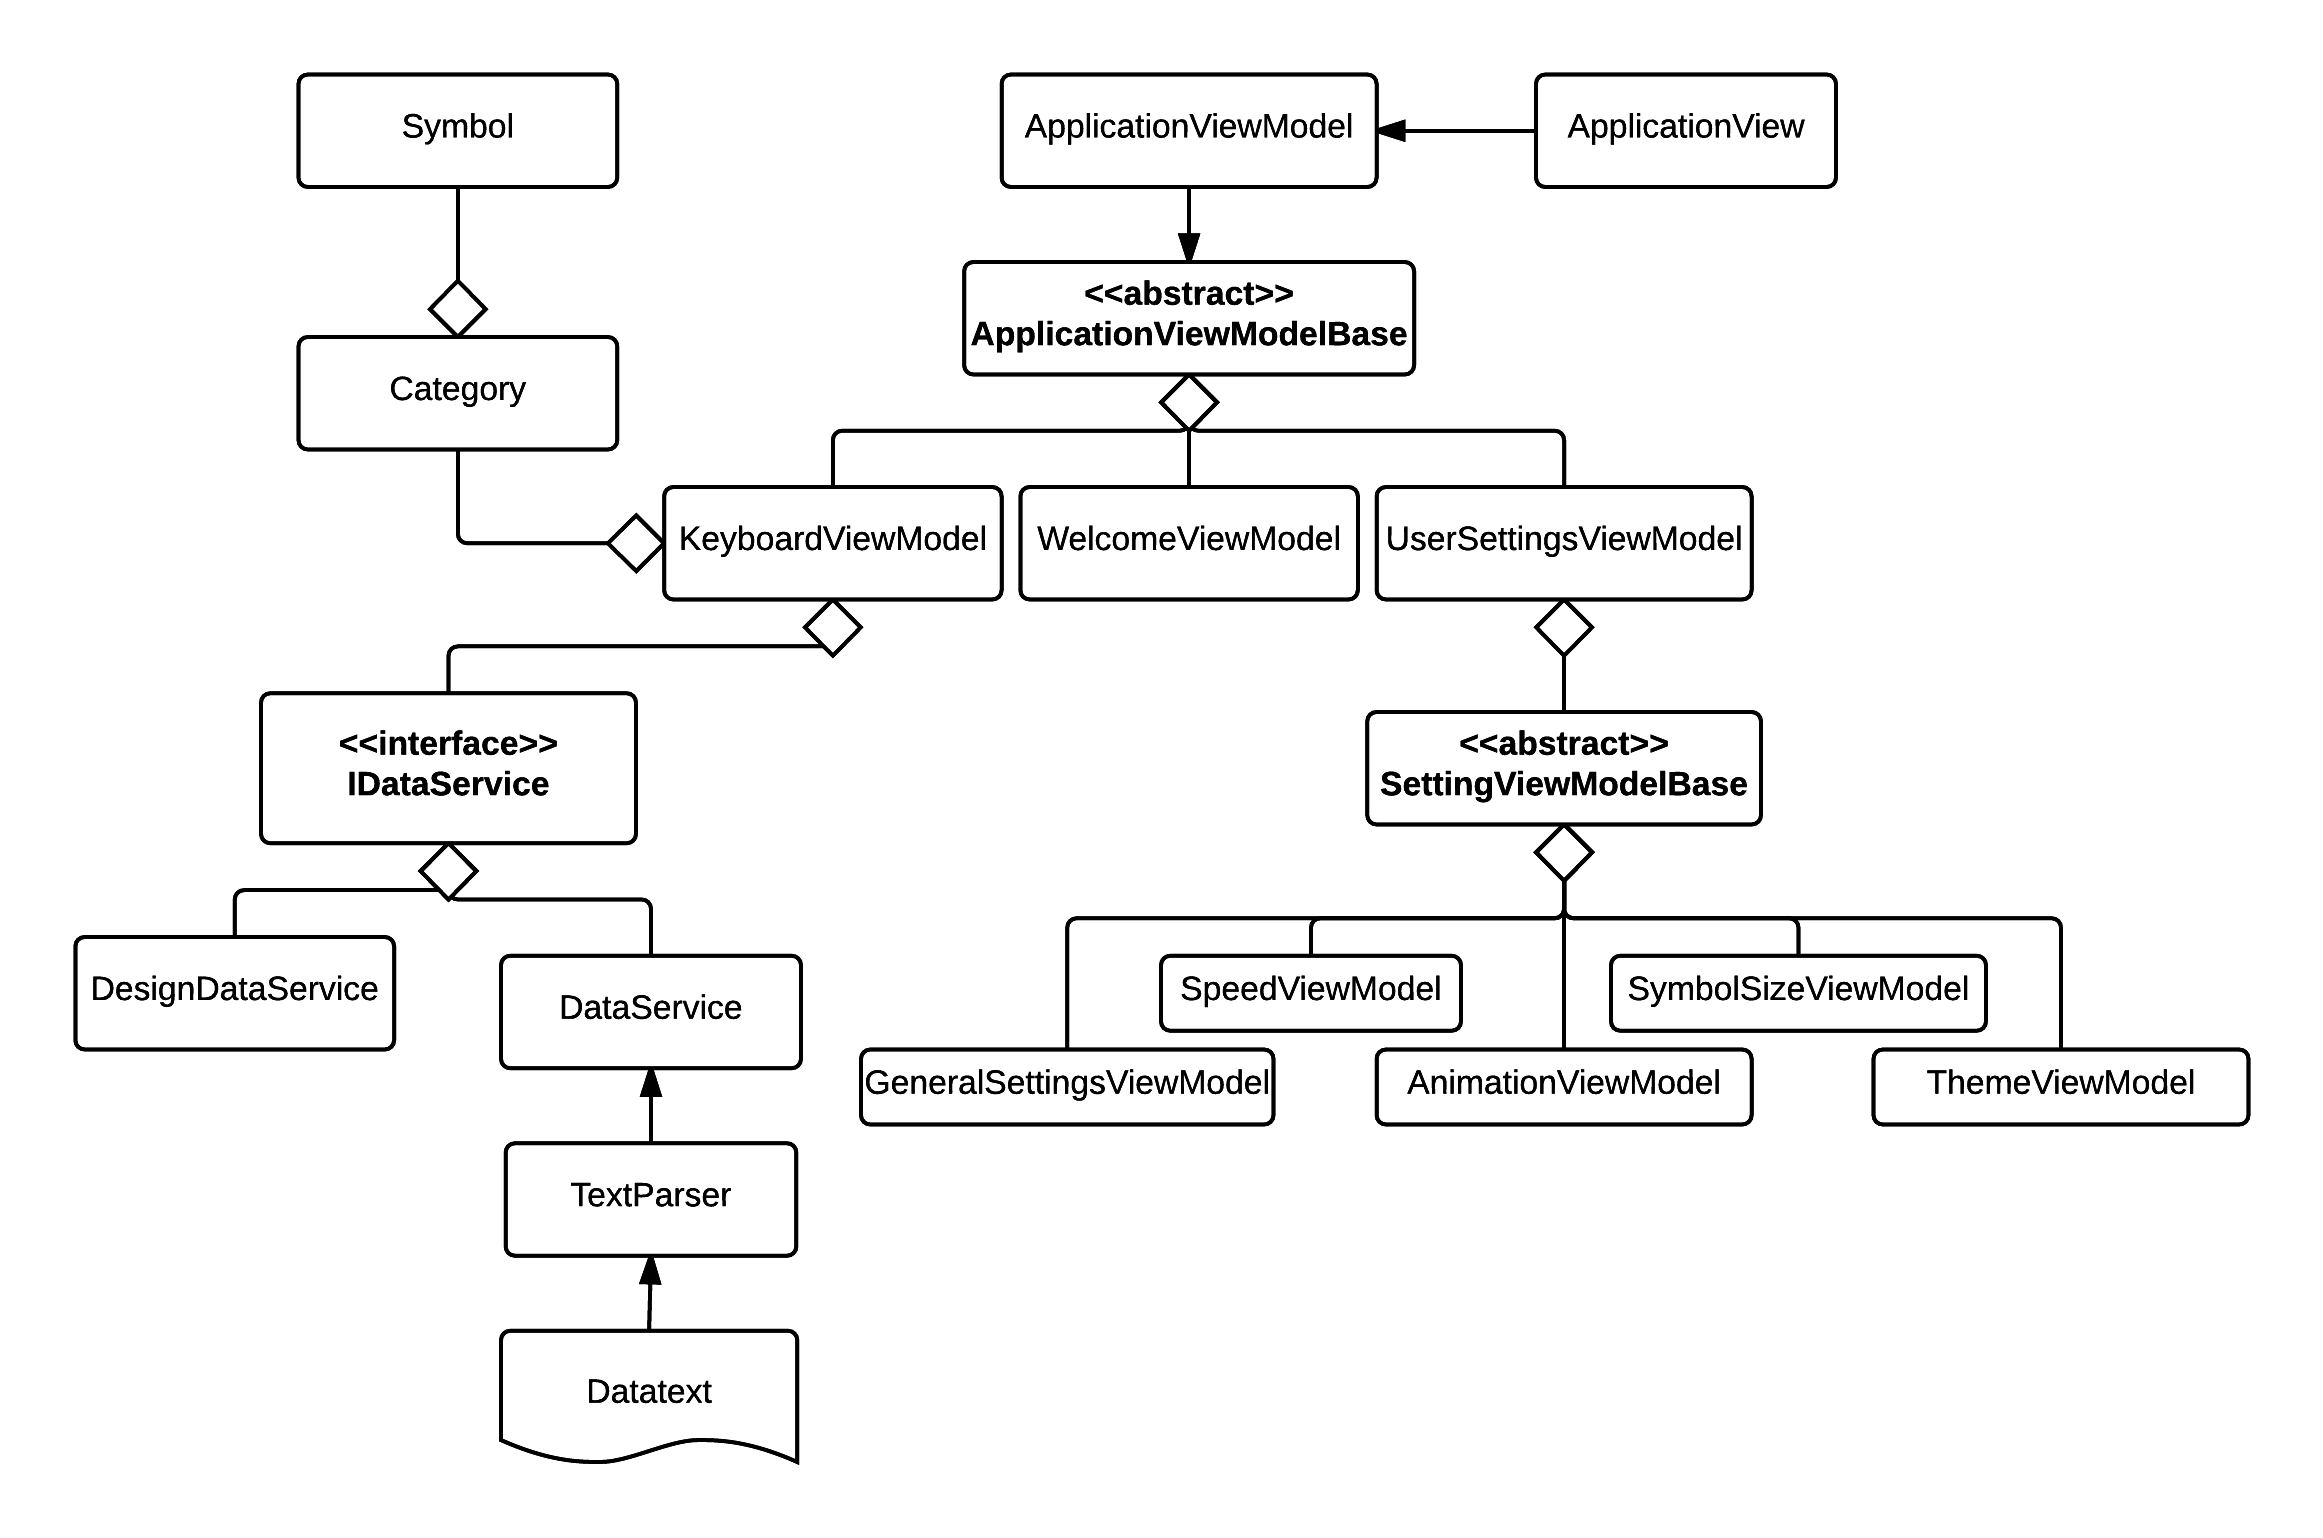 Symbol
ApplicationViewModel
ApplicationView
<<abstract>>
ApplicationViewModelBase
Category
KeyboardViewModel
WelcomeViewModel
UserSettingsViewModel
<<interface>>
IDataService
<<abstract>>
SettingViewModelBase
DesignDataService
DataService
SpeedViewModel
SymbolSizeViewModel
GeneralSettingsViewModel
AnimationViewModel
ThemeViewModel
TextParser
Datatext